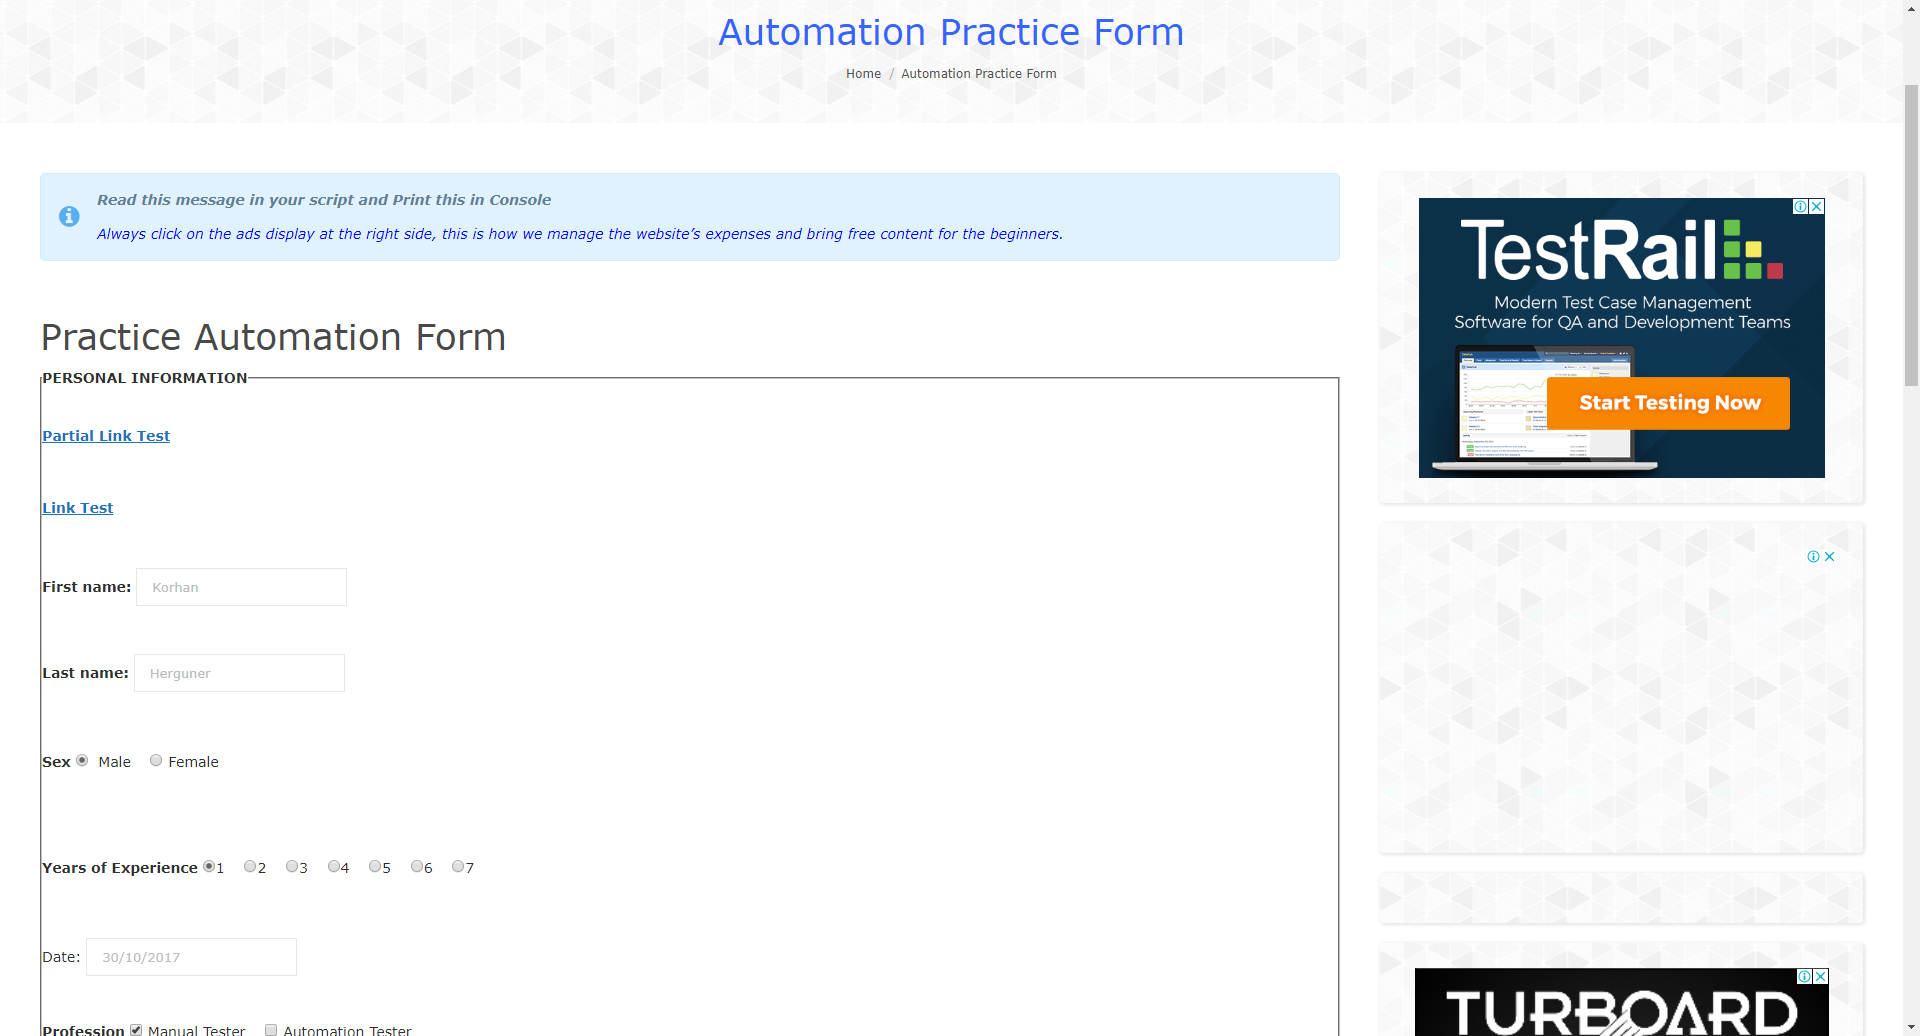 Automation Practice Form
Home / Automation Practice Form
Read this message in your script and Print this in Console
Always click on the ads display at the right side, this is how we manage the website’s expenses and bring free content for the beginners.
Practice Automation Form
PERSONAL INFORMATION
Partial Link Test
Link Test
First name: Korhan
Last name: Herguner
Sex Male Female
Years of Experience 1 2 3 4 5 6 7
Date: 30/10/2017
Profession Manual Tester Automation Tester
TestRail
Modern Test Case Management
Software for QA and Development Teams
Start Testing Now
TURBOARD